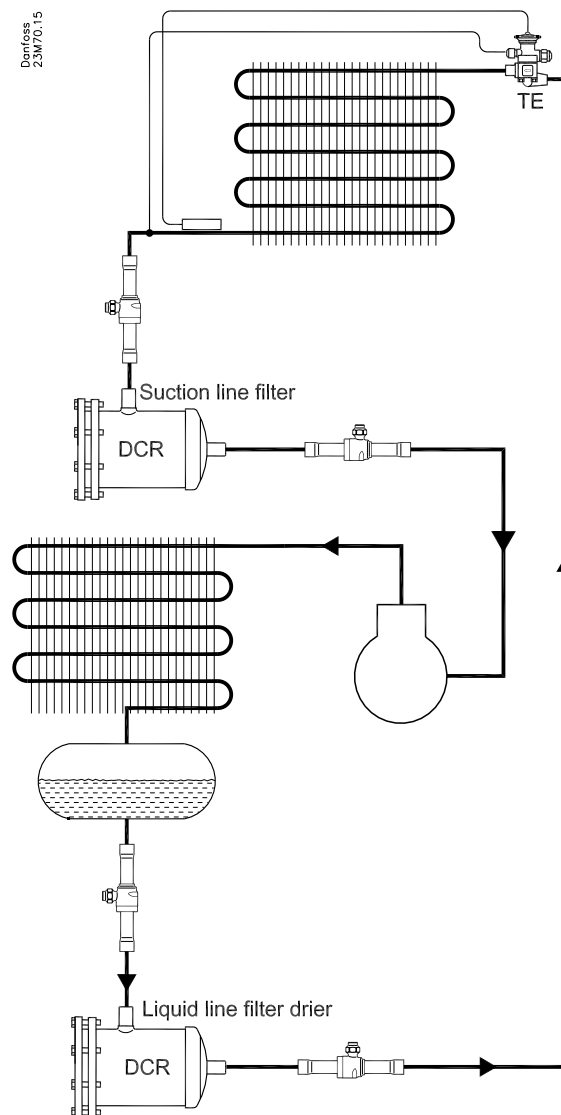 Danfoss
23M70.15
TE
Suction line filter
DCR
Liquid line filter drier
DCR